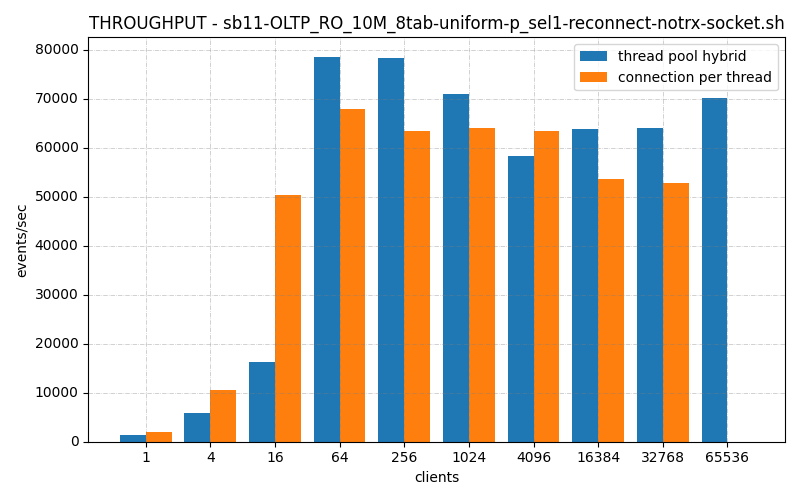 THROUGHPUT - sb11-OLTP_RO_10M_8tab-uniform-p_sel1-reconnect-notrx-socket.sh
thread pool hybrid
connection per thread
events/sec
80000
70000
60000
50000
40000
30000
20000
10000
0
1 4 16 64 256 1024 4096 16384 32768 65536
clients